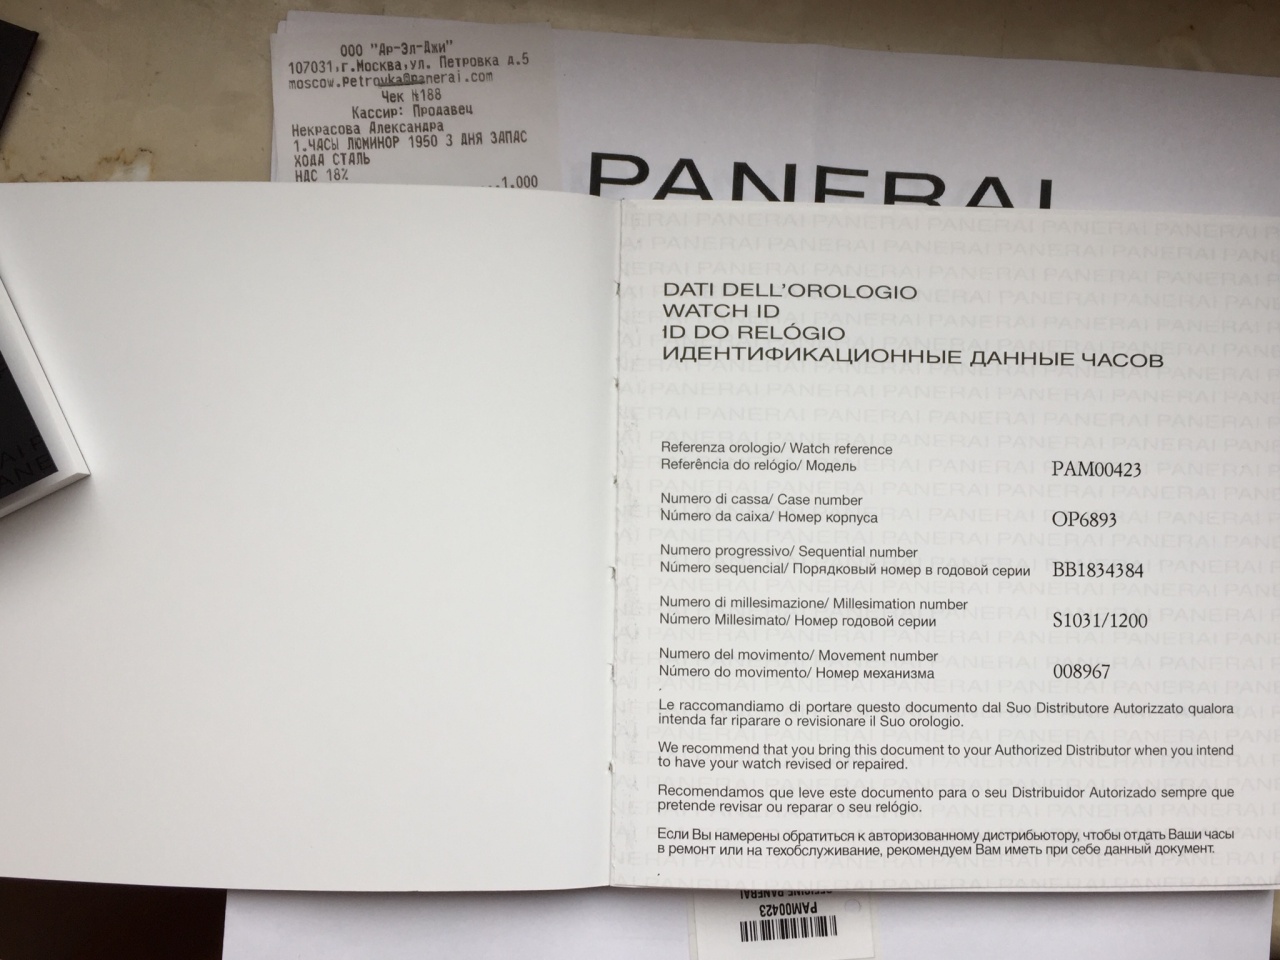 ООО "Ар-Эл-Джи"
107031,г.Москва,ул. Петровка д.5
moscow.petrovka@panerai.com
Чек №188
Кассир: Продавец
Некрасова Александра
1.ЧАСЫ ЛЮМИНОР 1950 3 ДНЯ ЗАПАС
ХОДА СТАЛЬ
НДС 18%
1.000
PANERAI
DATI DELL'OROLOGIO
WATCH ID
ID DO RELÓGIO
ИДЕНТИФИКАЦИОННЫЕ ДАННЫЕ ЧАСОВ
Referenza orologio/ Watch reference
Referência do relógio/ Модель PAM00423
Numero di cassa/ Case number
Número da caixa/ Номер корпуса OP6893
Numero progressivo/ Sequential number
Número sequencial/ Порядковый номер в годовой серии BB1834384
Numero di millesimazione/ Millesimation number
Número Millesimato/ Номер годовой серии S1031/1200
Numero del movimento/ Movement number
Número do movimento/ Номер механизма 008967
Le raccomandiamo di portare questo documento dal Suo Distributore Autorizzato qualora
intenda far riparare o revisionare il Suo orologio.
We recommend that you bring this document to your Authorized Distributor when you intend
to have your watch revised or repaired.
Recomendamos que leve este documento para o seu Distribuidor Autorizado sempre que
pretende revisar ou reparar o seu relógio.
Если Вы намерены обратиться к авторизованному дистрибьютору, чтобы отдать Ваши часы
в ремонт или на техобслуживание, рекомендуем Вам иметь при себе данный документ.
OFFICINE PANERAI
PAM00423